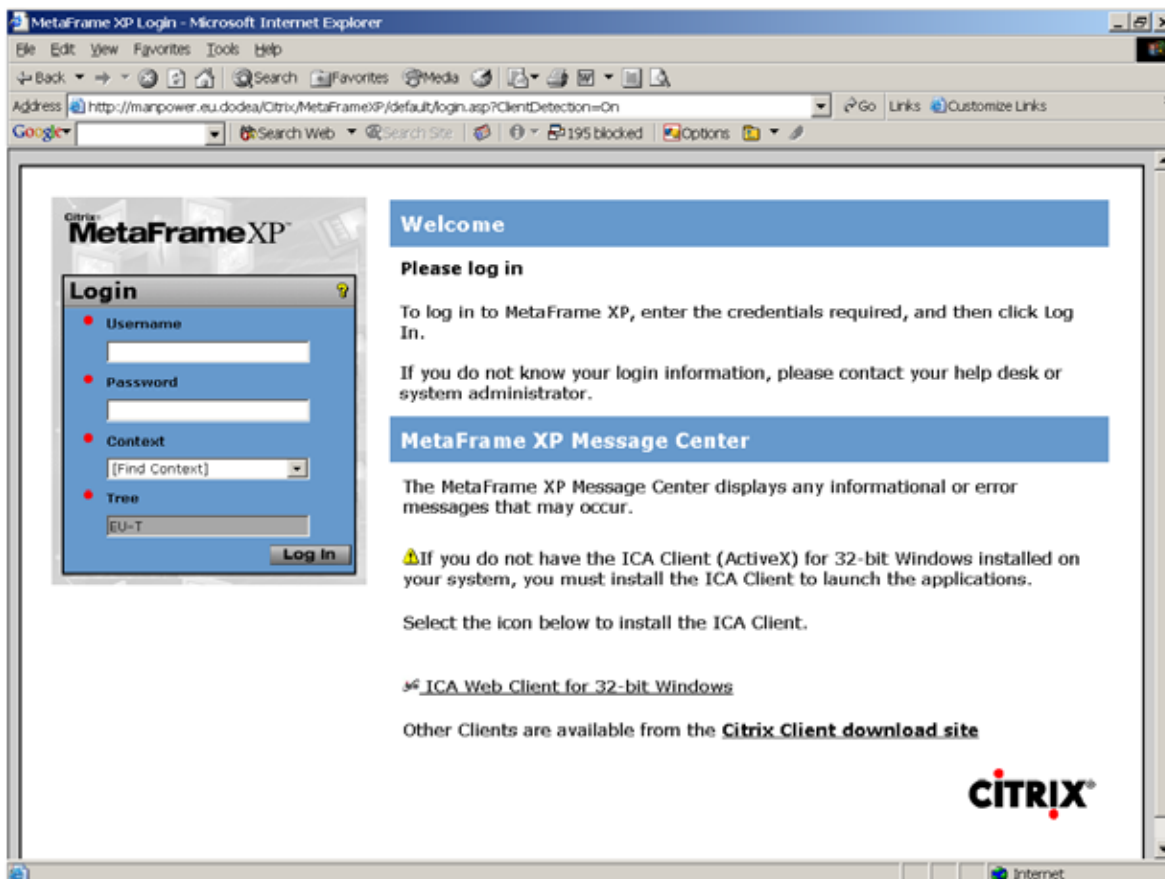 MetaFrame XP Login - Microsoft Internet Explorer
File Edit View Favorites Tools Help
Back Search Favorites Media
Address http://manpower.eu.dodea/Citrix/MetaFrameXP/default/login.asp?ClientDetection=On Go Links Customize Links
Google Search Web Search Site 195 blocked Options
Citrix®
MetaFrame XP™
Login
Username
Password
Context
[Find Context]
Tree
EU-T
Log In
Welcome
Please log in
To log in to MetaFrame XP, enter the credentials required, and then click Log
In.
If you do not know your login information, please contact your help desk or
system administrator.
MetaFrame XP Message Center
The MetaFrame XP Message Center displays any informational or error
messages that may occur.
If you do not have the ICA Client (ActiveX) for 32-bit Windows installed on
your system, you must install the ICA Client to launch the applications.
Select the icon below to install the ICA Client.
ICA Web Client for 32-bit Windows
Other Clients are available from the Citrix Client download site
CITRIX®
Internet